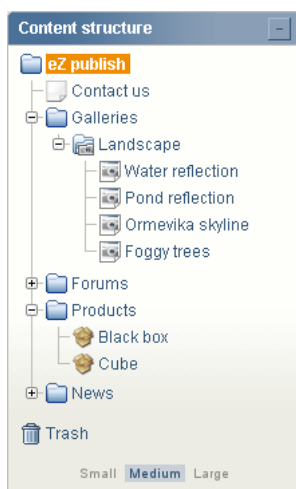 Content structure
eZ publish
Contact us
Galleries
Landscape
Water reflection
Pond reflection
Ormevika skyline
Foggy trees
Forums
Products
Black box
Cube
News
Trash
Small Medium Large